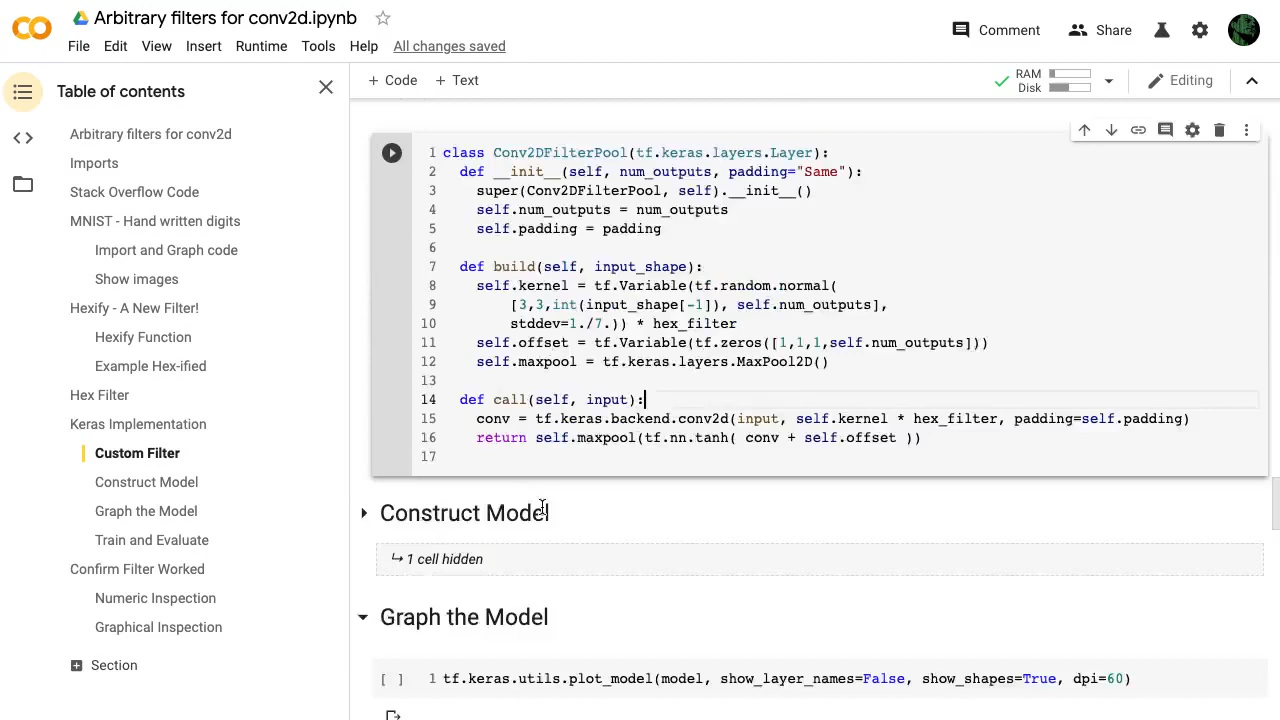 Arbitrary filters for conv2d.ipynb
File Edit View Insert Runtime Tools Help All changes saved
Comment Share
Table of contents
+ Code + Text
RAM
Disk
Editing
Arbitrary filters for conv2d
Imports
Stack Overflow Code
MNIST - Hand written digits
Import and Graph code
Show images
Hexify - A New Filter!
Hexify Function
Example Hex-ified
Hex Filter
Keras Implementation
Custom Filter
Construct Model
Graph the Model
Train and Evaluate
Confirm Filter Worked
Numeric Inspection
Graphical Inspection
Section
1 class Conv2DFilterPool(tf.keras.layers.Layer):
2 def __init__(self, num_outputs, padding="Same"):
3 super(Conv2DFilterPool, self).__init__()
4 self.num_outputs = num_outputs
5 self.padding = padding
6
7 def build(self, input_shape):
8 self.kernel = tf.Variable(tf.random.normal(
9 [3,3,int(input_shape[-1]), self.num_outputs],
10 stddev=1./7.)) * hex_filter
11 self.offset = tf.Variable(tf.zeros([1,1,1,self.num_outputs]))
12 self.maxpool = tf.keras.layers.MaxPool2D()
13
14 def call(self, input):
15 conv = tf.keras.backend.conv2d(input, self.kernel * hex_filter, padding=self.padding)
16 return self.maxpool(tf.nn.tanh( conv + self.offset ))
17
Construct Model
1 cell hidden
Graph the Model
[ ] 1 tf.keras.utils.plot_model(model, show_layer_names=False, show_shapes=True, dpi=60)